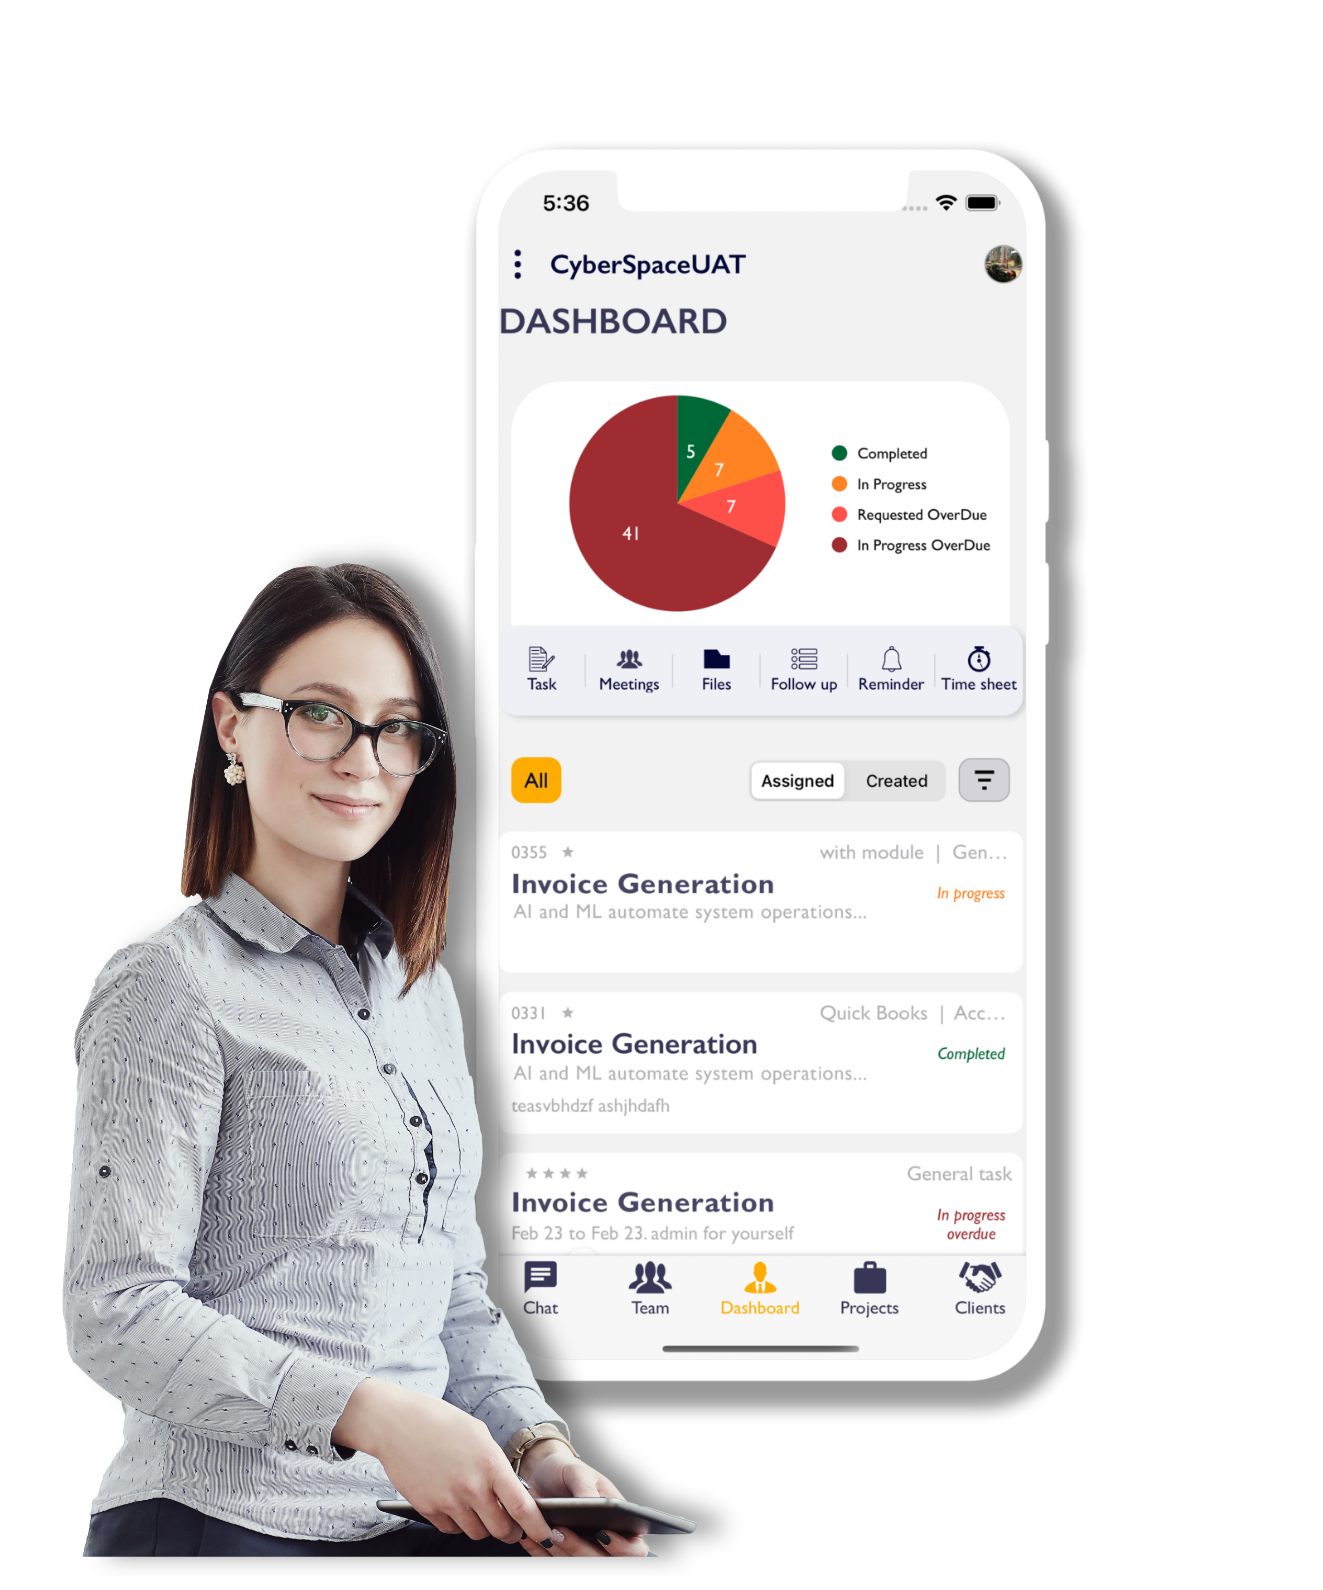 5:36
CyberSpaceUAT
DASHBOARD
5
7
7
41
Completed
In Progress
Requested OverDue
In Progress OverDue
Task
Meetings
Files
Follow up
Reminder
Time sheet
All
Assigned
Created
0355
with module | Gen...
Invoice Generation
In progress
AI and ML automate system operations...
0331
Quick Books | Acc...
Invoice Generation
Completed
AI and ML automate system operations...
teasvbhdzf ashjhdafh
General task
Invoice Generation
In progress
overdue
Feb 23 to Feb 23. admin for yourself
Chat
Team
Dashboard
Projects
Clients